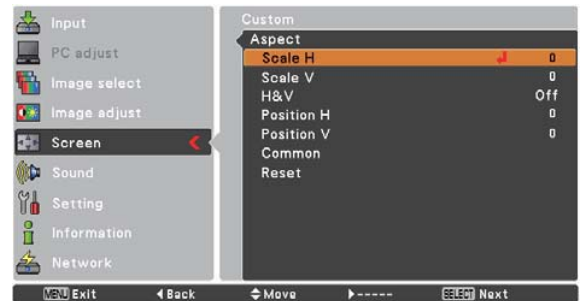 Input
PC adjust
Image select
Image adjust
Screen
Sound
Setting
Information
Network
Custom
Aspect
Scale H 0
Scale V 0
H&V Off
Position H 0
Position V 0
Common
Reset
MENU Exit Back Move ----- SELECT Next